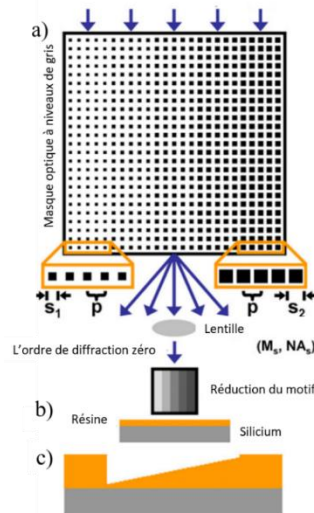 a)
Masque optique à niveaux de gris
s₁
p
p
s₂
Lentille
L'ordre de diffraction zéro
(Mₛ, NAₛ)
Réduction du motif
b)
Résine
Silicium
c)